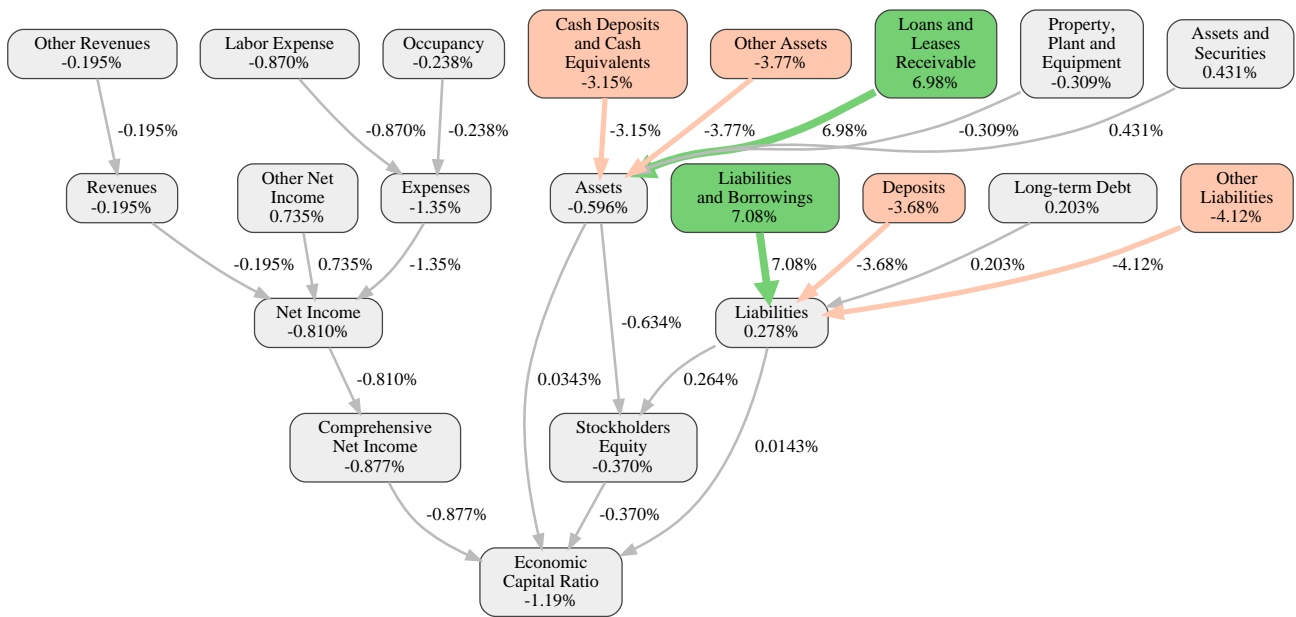 Other Revenues
-0.195%
Labor Expense
-0.870%
Occupancy
-0.238%
Cash Deposits
and Cash
Equivalents
-3.15%
Other Assets
-3.77%
Loans and
Leases
Receivable
6.98%
Property,
Plant and
Equipment
-0.309%
Assets and
Securities
0.431%
-0.195%
-0.870%
-0.238%
-3.15%
-3.77%
6.98%
-0.309%
0.431%
Revenues
-0.195%
Other Net
Income
0.735%
Expenses
-1.35%
Assets
-0.596%
Liabilities
and Borrowings
7.08%
Deposits
-3.68%
Long-term Debt
0.203%
Other
Liabilities
-4.12%
-0.195%
0.735%
-1.35%
7.08%
-3.68%
0.203%
-4.12%
Net Income
-0.810%
Liabilities
0.278%
-0.634%
-0.810%
0.0343%
0.264%
Comprehensive
Net Income
-0.877%
Stockholders
Equity
-0.370%
0.0143%
-0.877%
-0.370%
Economic
Capital Ratio
-1.19%